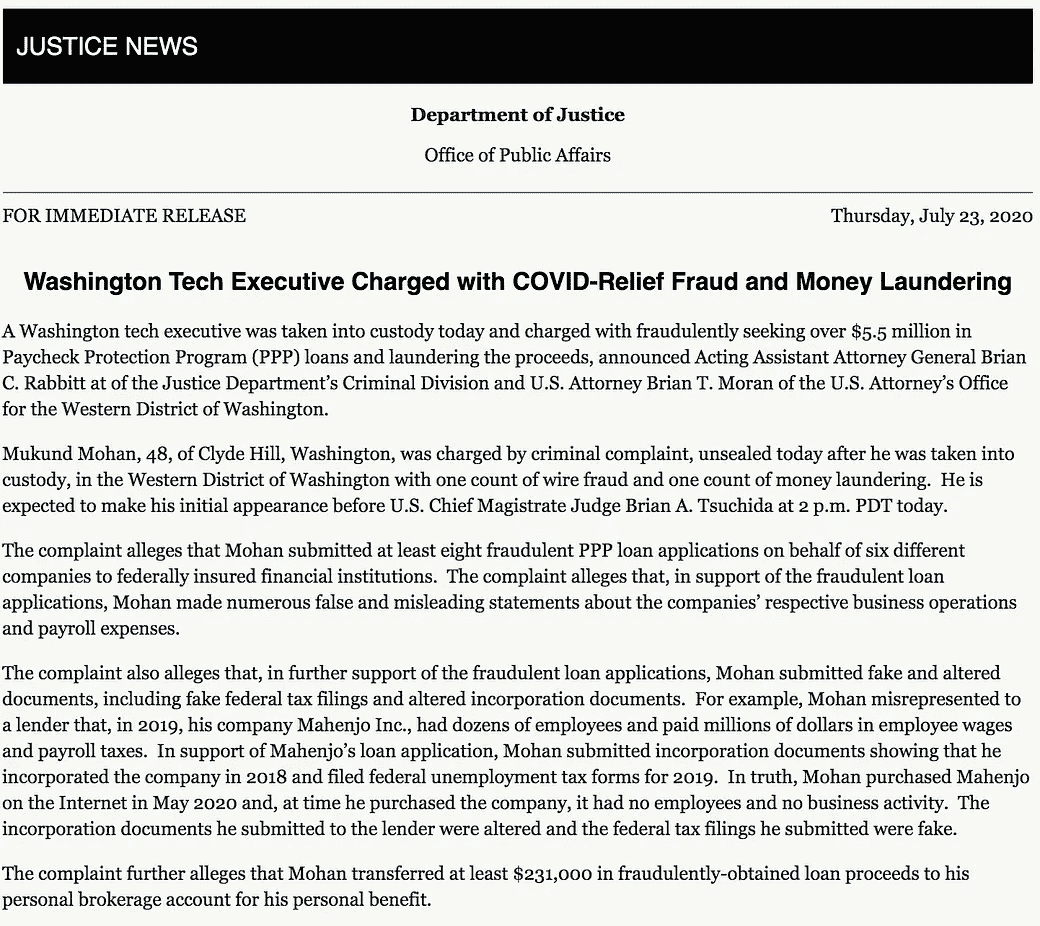 JUSTICE NEWS
Department of Justice
Office of Public Affairs
FOR IMMEDIATE RELEASE Thursday, July 23, 2020
Washington Tech Executive Charged with COVID-Relief Fraud and Money Laundering
A Washington tech executive was taken into custody today and charged with fraudulently seeking over $5.5 million in
Paycheck Protection Program (PPP) loans and laundering the proceeds, announced Acting Assistant Attorney General Brian
C. Rabbitt at of the Justice Department’s Criminal Division and U.S. Attorney Brian T. Moran of the U.S. Attorney’s Office
for the Western District of Washington.
Mukund Mohan, 48, of Clyde Hill, Washington, was charged by criminal complaint, unsealed today after he was taken into
custody, in the Western District of Washington with one count of wire fraud and one count of money laundering.  He is
expected to make his initial appearance before U.S. Chief Magistrate Judge Brian A. Tsuchida at 2 p.m. PDT today.
The complaint alleges that Mohan submitted at least eight fraudulent PPP loan applications on behalf of six different
companies to federally insured financial institutions.  The complaint alleges that, in support of the fraudulent loan
applications, Mohan made numerous false and misleading statements about the companies’ respective business operations
and payroll expenses.
The complaint also alleges that, in further support of the fraudulent loan applications, Mohan submitted fake and altered
documents, including fake federal tax filings and altered incorporation documents.  For example, Mohan misrepresented to
a lender that, in 2019, his company Mahenjo Inc., had dozens of employees and paid millions of dollars in employee wages
and payroll taxes.  In support of Mahenjo’s loan application, Mohan submitted incorporation documents showing that he
incorporated the company in 2018 and filed federal unemployment tax forms for 2019.  In truth, Mohan purchased Mahenjo
on the Internet in May 2020 and, at time he purchased the company, it had no employees and no business activity.  The
incorporation documents he submitted to the lender were altered and the federal tax filings he submitted were fake.
The complaint further alleges that Mohan transferred at least $231,000 in fraudulently-obtained loan proceeds to his
personal brokerage account for his personal benefit.